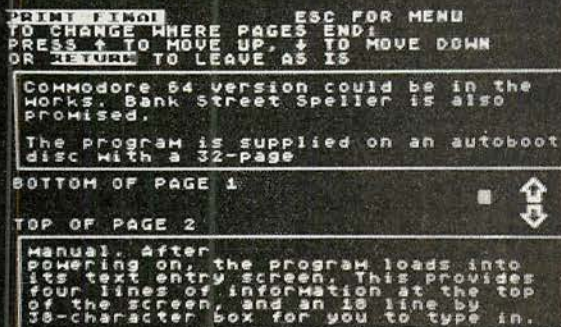 PRINT FINAL ESC FOR MENU
TO CHANGE WHERE PAGES END:
PRESS ↑ TO MOVE UP, ↓ TO MOVE DOWN
OR RETURN TO LEAVE AS IS
Commodore 64 version could be in the
works. Bank Street Speller is also
promised.
The program is supplied on an autoboot
disc with a 32-page
BOTTOM OF PAGE 1
TOP OF PAGE 2
manual. After
powering on, the program loads into
its text entry screen. This provides
four lines of information at the top
of the screen, and an 18 line by
38-character box for you to type in.